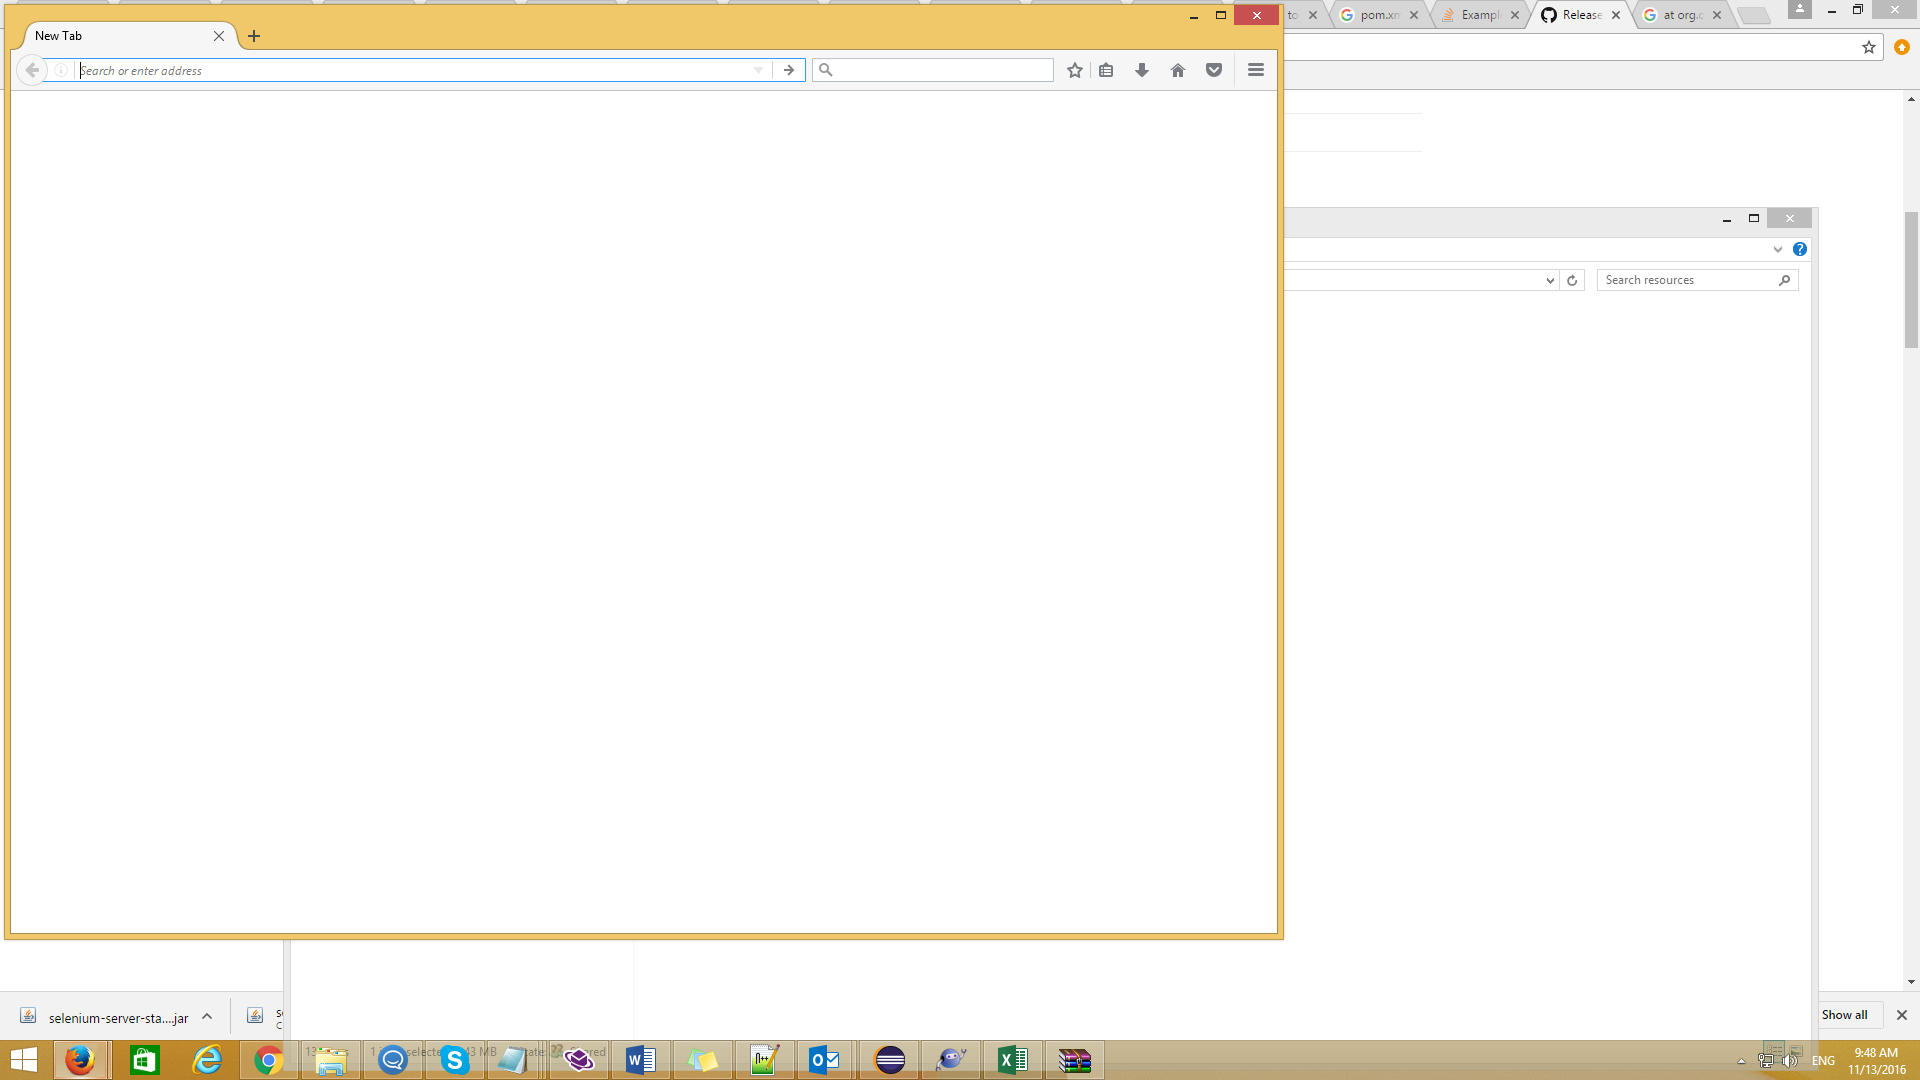 New Tab
to
pom.xm
Exampl
Release
at org.c
Search or enter address
Search resources
selenium-server-sta....jar
Show all
ENG
9:48 AM
11/13/2016